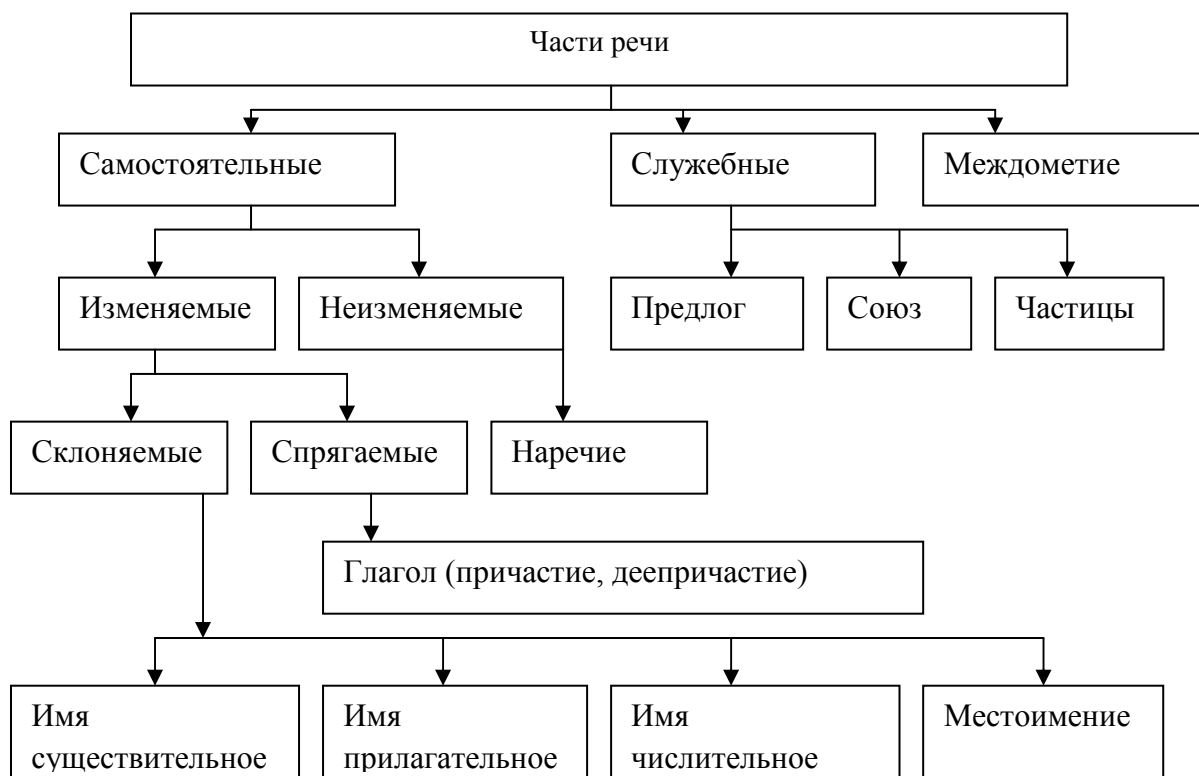 Части речи
Самостоятельные
Служебные
Междометие
Изменяемые
Неизменяемые
Предлог
Союз
Частицы
Склоняемые
Спрягаемые
Наречие
Глагол (причастие, деепричастие)
Имя
существительное
Имя
прилагательное
Имя
числительное
Местоимение